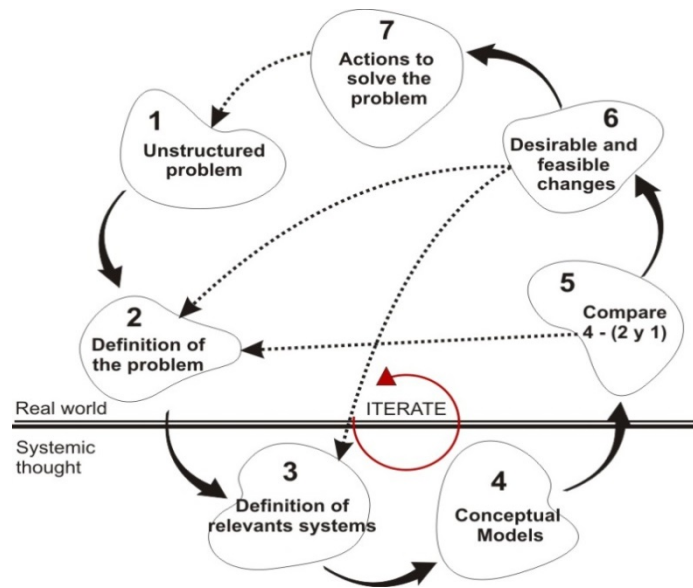 7
Actions to
solve the
problem
1
Unstructured
problem
6
Desirable and
feasible
changes
2
Definition of
the problem
5
Compare
4 - (2 y 1)
Real world
ITERATE
Systemic
thought
3
Definition of
relevants systems
4
Conceptual
Models